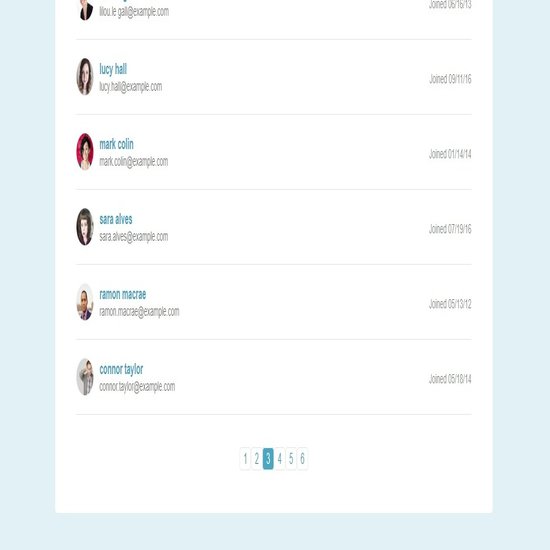 lilou.le gall@example.com
Joined 06/16/13
lucy hall
lucy.hall@example.com
Joined 09/11/16
mark colin
mark.colin@example.com
Joined 01/14/14
sara alves
sara.alves@example.com
Joined 07/19/16
ramon macrae
ramon.macrae@example.com
Joined 05/13/12
connor taylor
connor.taylor@example.com
Joined 05/18/14
1 2 3 4 5 6